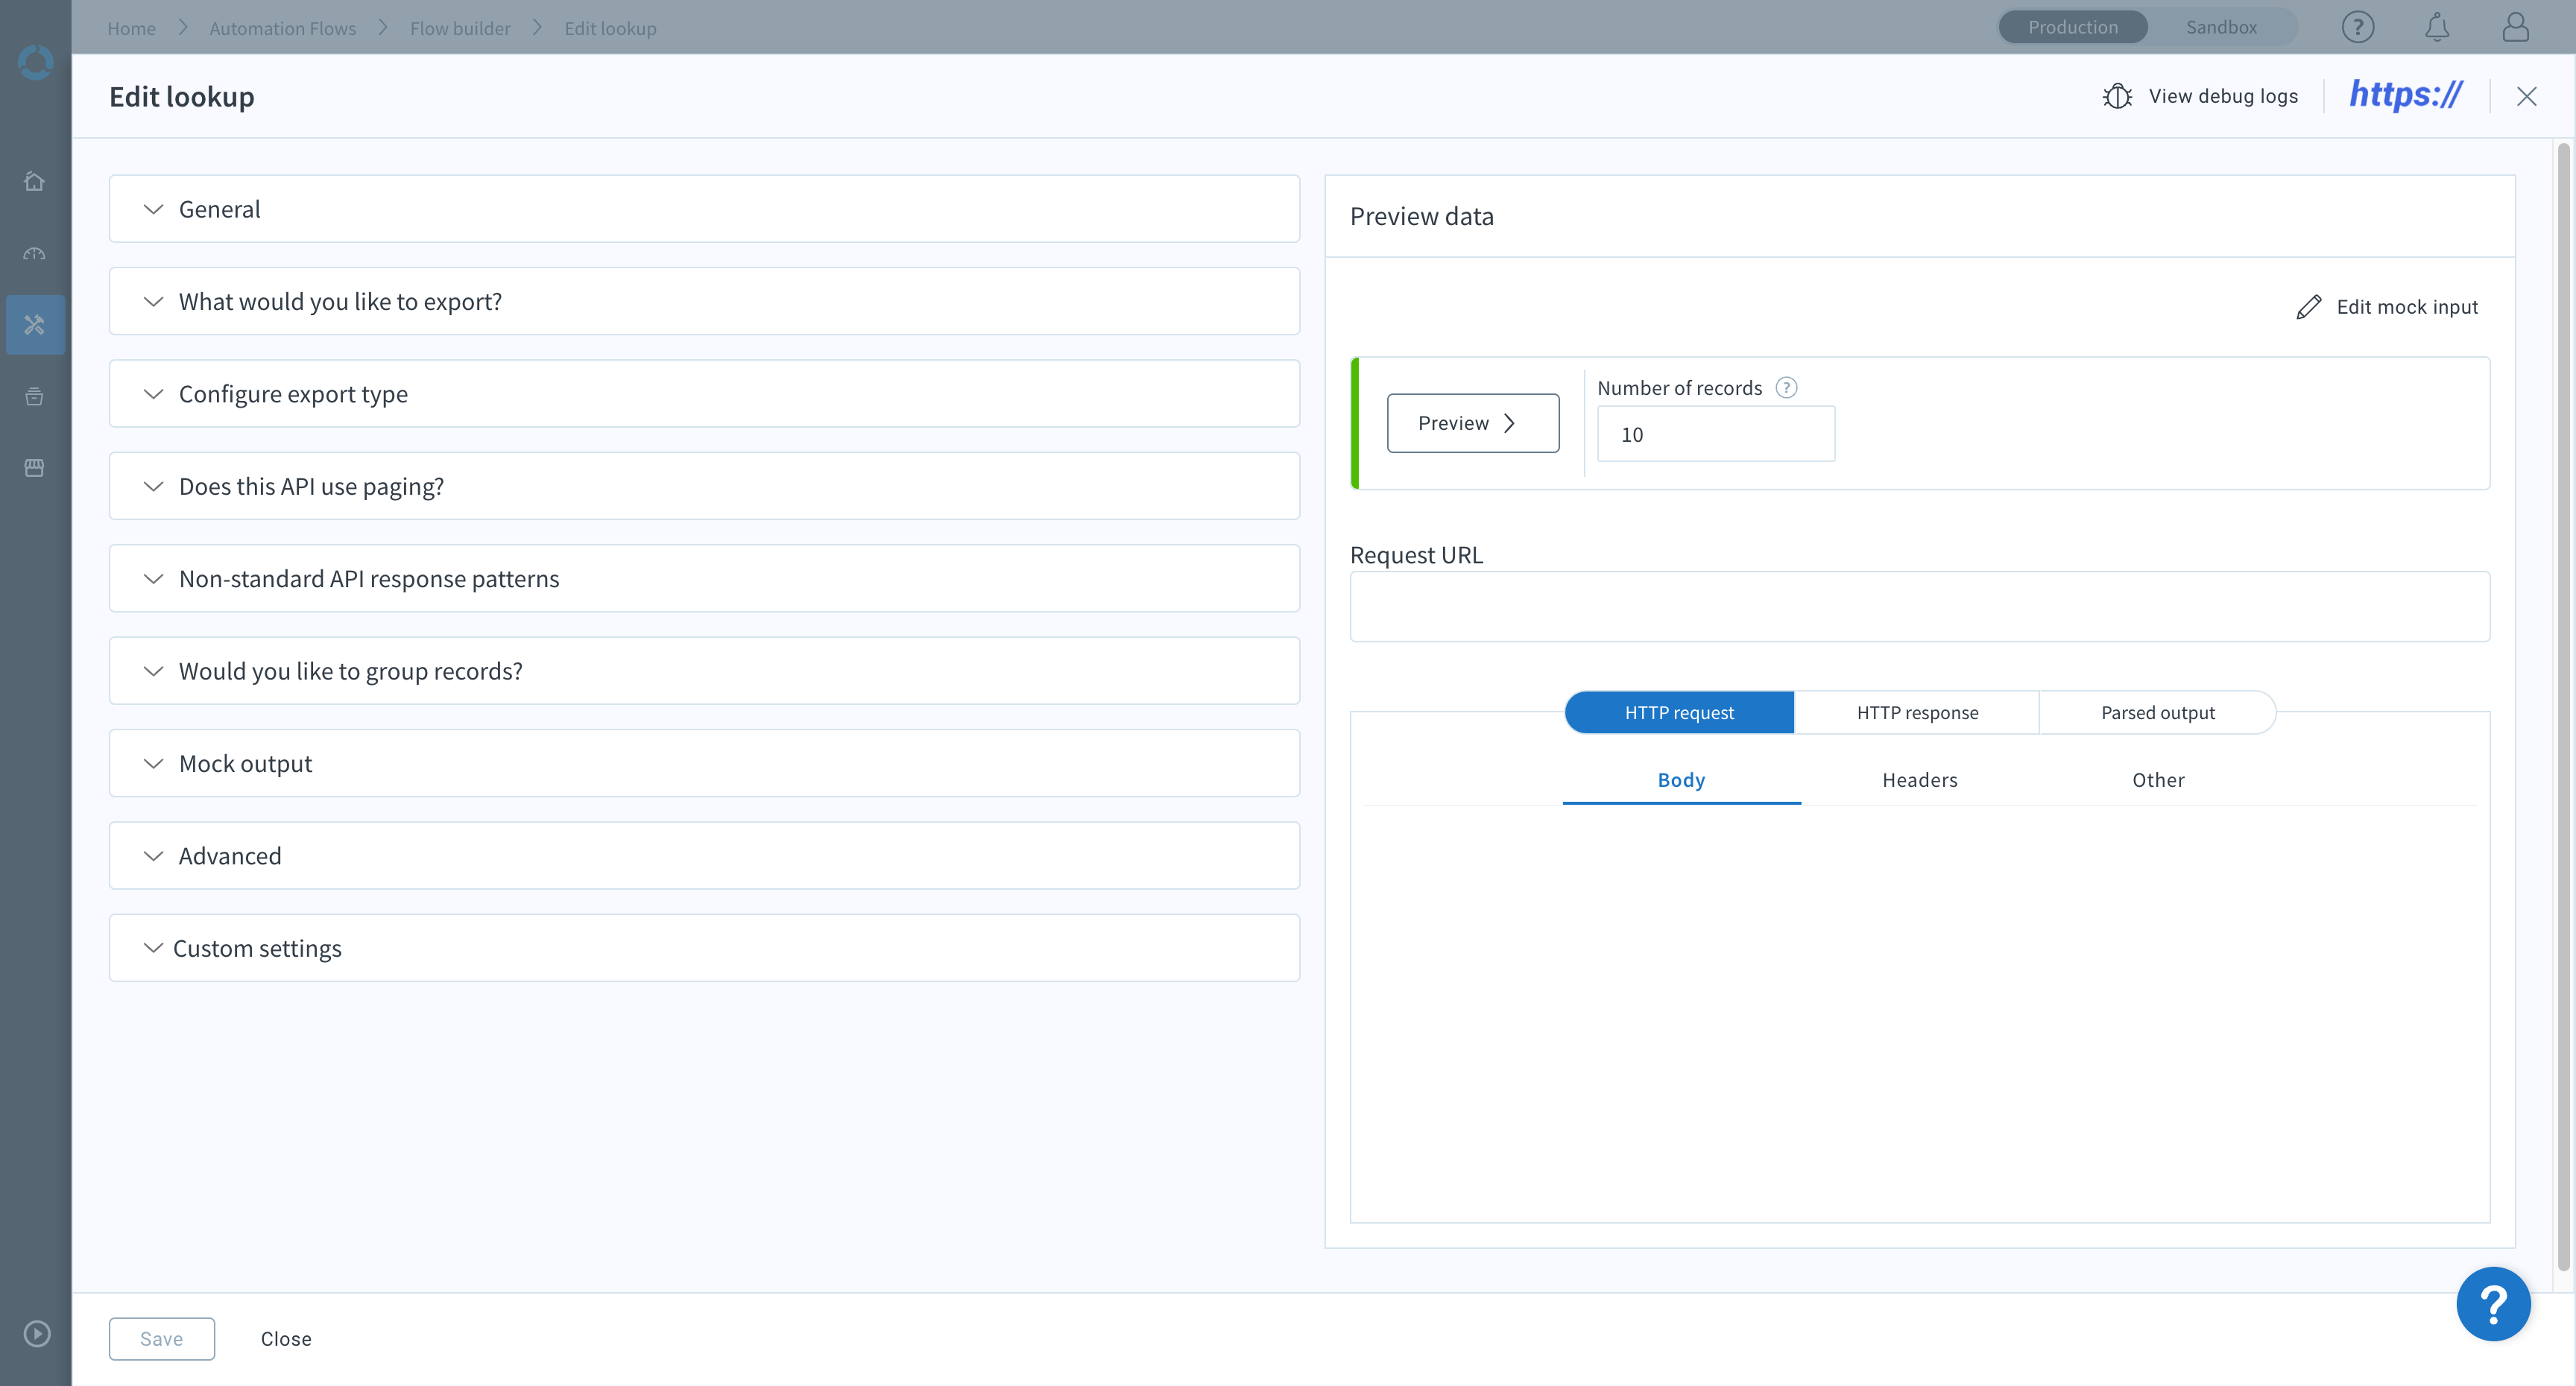 Home Automation Flows Flow builder Edit lookup Production Sandbox ?
Edit lookup
View debug logs
https://
General
What would you like to export?
Configure export type
Does this API use paging?
Non-standard API response patterns
Would you like to group records?
Mock output
Advanced
Custom settings
Preview data
Edit mock input
Preview
Number of records ?
10
Request URL
HTTP request HTTP response Parsed output
Body Headers Other
Save Close
?